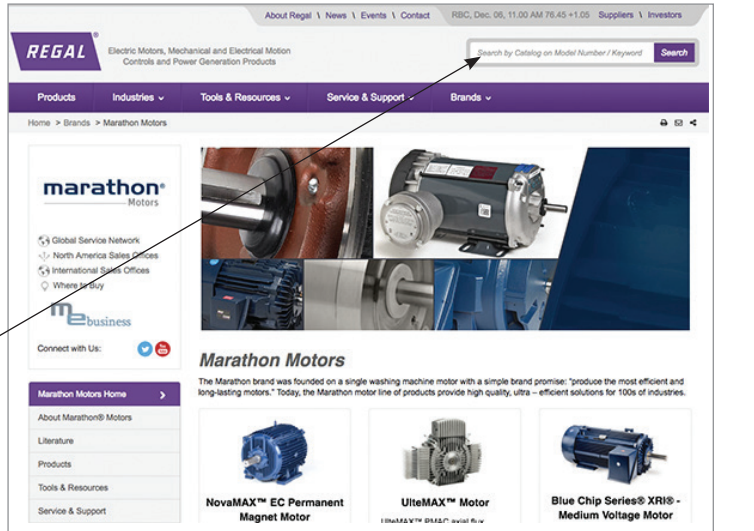 About Regal \ News \ Events \ Contact
RBC, Dec. 06, 11.00 AM 76.45 +1.05 Suppliers \ Investors
REGAL®
Electric Motors, Mechanical and Electrical Motion
Controls and Power Generation Products
Search by Catalog on Model Number / Keyword Search
Products Industries Tools & Resources Service & Support Brands
Home > Brands > Marathon Motors
marathon®
Motors
Global Service Network
North America Sales Offices
International Sales Offices
Where to Buy
me business
Connect with Us:
Marathon Motors
The Marathon brand was founded on a single washing machine motor with a simple brand promise: "produce the most efficient and
long-lasting motors." Today, the Marathon motor line of products provide high quality, ultra – efficient solutions for 100s of industries.
Marathon Motors Home
About Marathon® Motors
Literature
Products
Tools & Resources
Service & Support
NovaMAX™ EC Permanent
Magnet Motor
UlteMAX™ Motor
UlteMAX™ PMAC axial flux
Blue Chip Series® XRI® -
Medium Voltage Motor